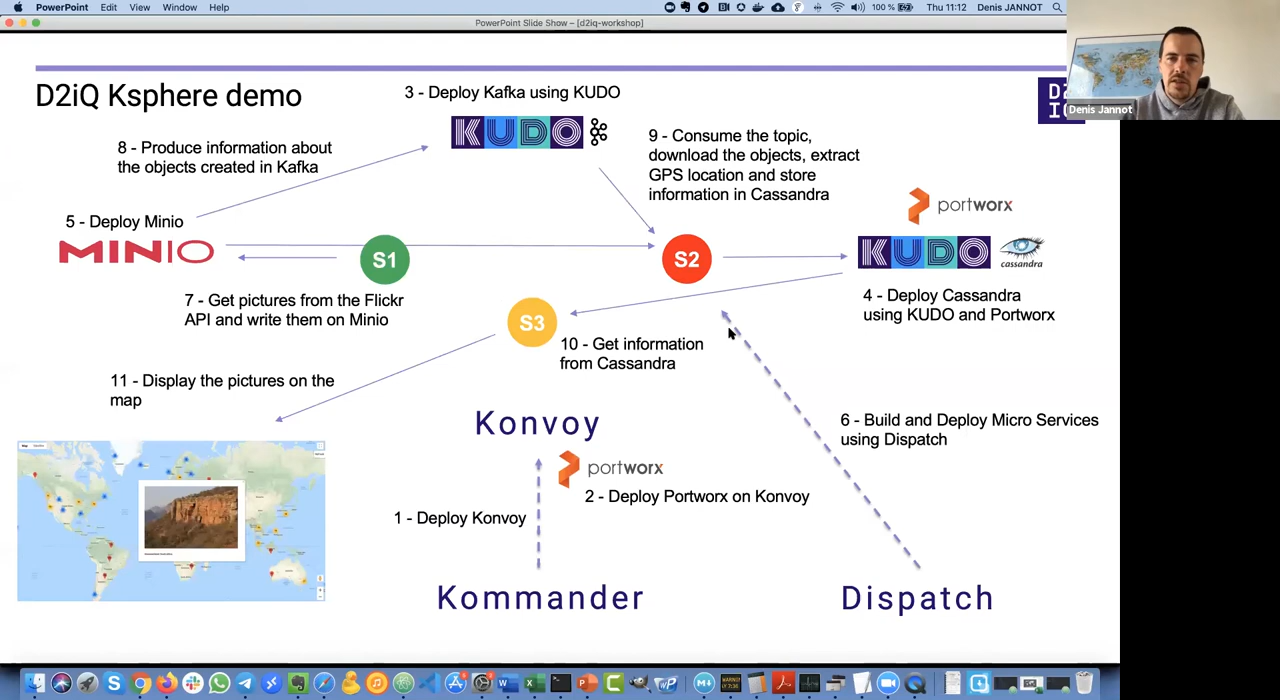 PowerPoint Edit View Window Help
100 % Thu 11:12 Denis JANNOT
PowerPoint Slide Show – [d2iq-workshop]
D2iQ Ksphere demo
Denis Jannot
3 - Deploy Kafka using KUDO
KUDO
8 - Produce information about
the objects created in Kafka
9 - Consume the topic,
download the objects, extract
GPS location and store
information in Cassandra
portworx
5 - Deploy Minio
MINIO
S1
S2
KUDO
cassandra
7 - Get pictures from the Flickr
API and write them on Minio
4 - Deploy Cassandra
using KUDO and Portworx
S3
10 - Get information
from Cassandra
11 - Display the pictures on the
map
Konvoy
6 - Build and Deploy Micro Services
using Dispatch
portworx
2 - Deploy Portworx on Konvoy
1 - Deploy Konvoy
Kommander
Dispatch